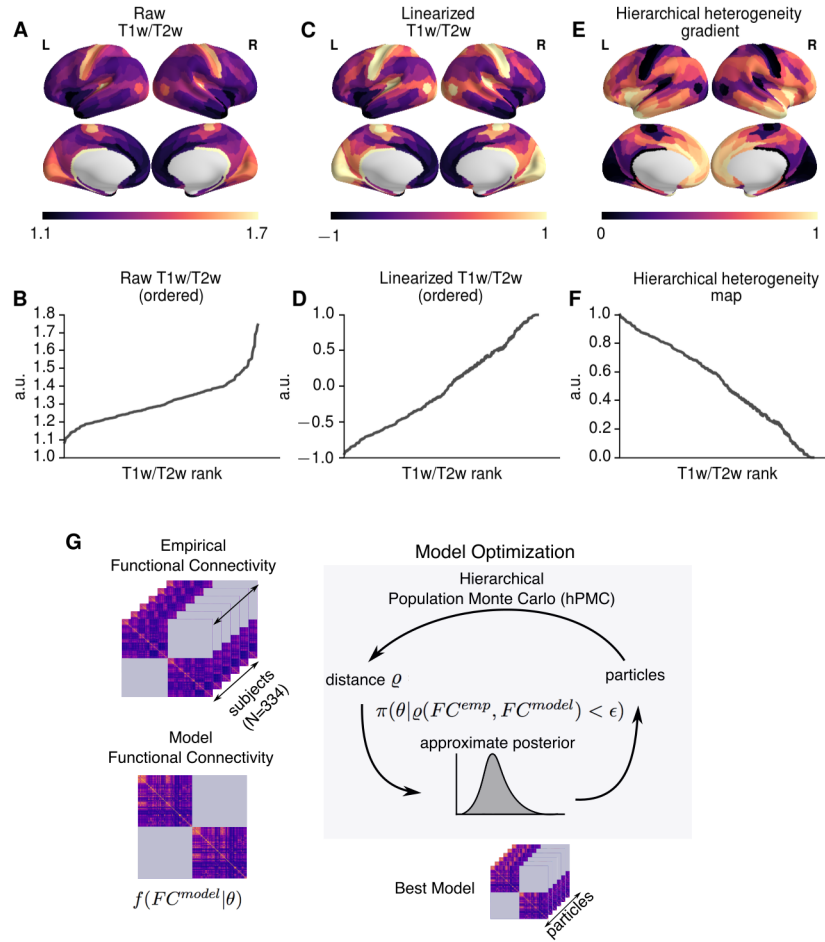 Raw
T1w/T2w
A
L
R
1.1
1.7
Linearized
T1w/T2w
C
L
R
−1
1
Hierarchical heterogeneity
gradient
E
L
R
0
1
B
Raw T1w/T2w
(ordered)
1.8
1.7
1.6
1.5
1.4
1.3
1.2
1.1
1.0
a.u.
T1w/T2w rank
D
Linearized T1w/T2w
(ordered)
1.0
0.5
0.0
−0.5
−1.0
a.u.
T1w/T2w rank
F
Hierarchical heterogeneity
map
1.0
0.8
0.6
0.4
0.2
0.0
a.u.
T1w/T2w rank
G
Empirical
Functional Connectivity
subjects
(N=334)
Model
Functional Connectivity
f(FC^{model}|θ)
Model Optimization
Hierarchical
Population Monte Carlo (hPMC)
distance ϱ
particles
π(θ|ϱ(FC^{emp}, FC^{model}) < ϵ)
approximate posterior
Best Model
particles